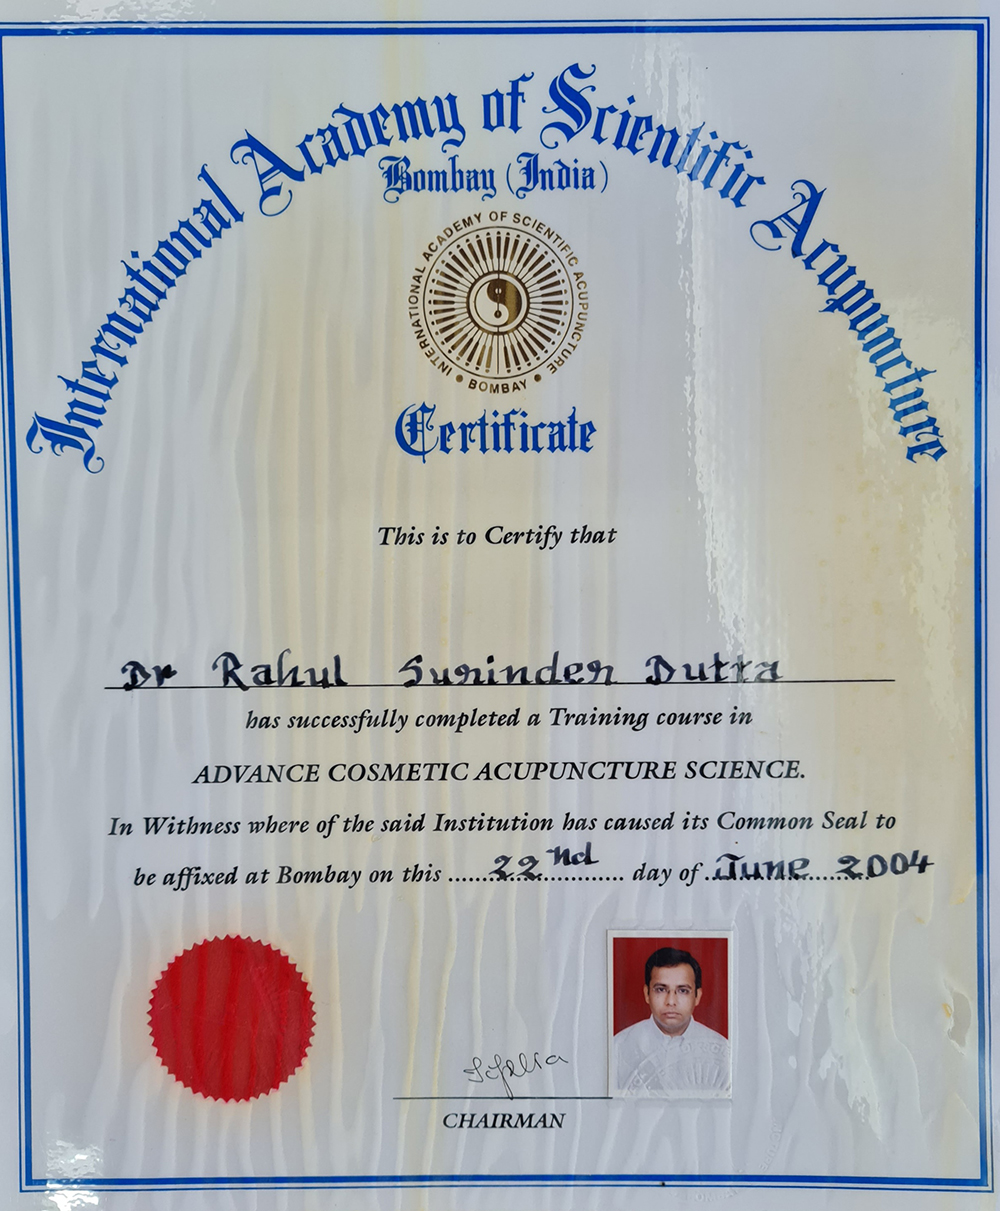 International Academy of Scientific Acupuncture
Bombay (India)
INTERNATIONAL ACADEMY OF SCIENTIFIC ACUPUNCTURE
• BOMBAY •
Certificate
This is to Certify that
Dr Rahul Surinder Dutta
has successfully completed a Training course in
ADVANCE COSMETIC ACUPUNCTURE SCIENCE.
In Withness where of the said Institution has caused its Common Seal to
be affixed at Bombay on this ......22nd............... day of ..June......2004
CHAIRMAN